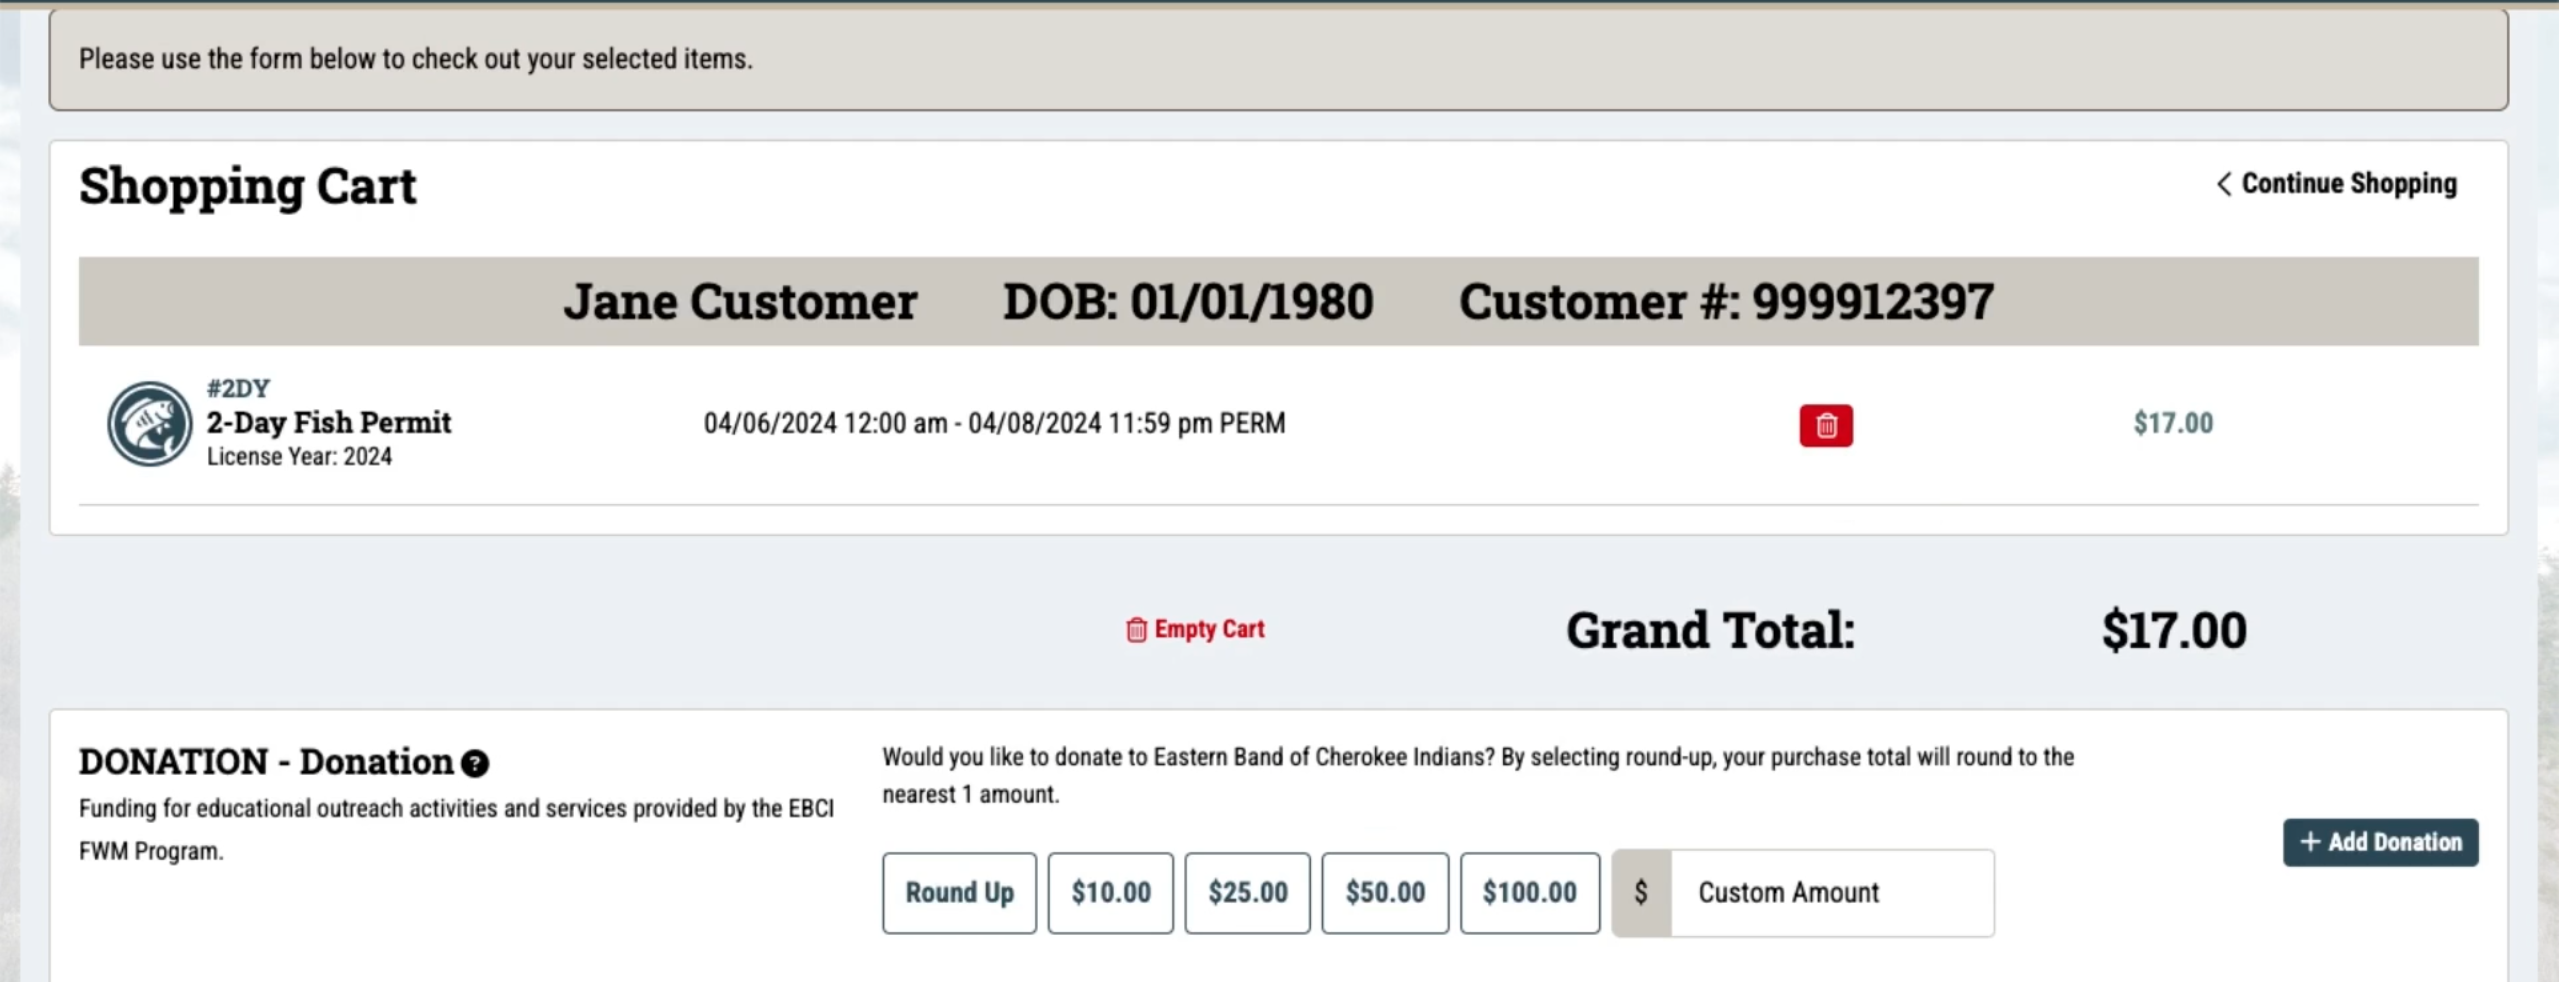 Please use the form below to check out your selected items.
Shopping Cart
Continue Shopping
Jane Customer DOB: 01/01/1980 Customer #: 999912397
#2DY
2-Day Fish Permit
License Year: 2024
04/06/2024 12:00 am - 04/08/2024 11:59 pm PERM
$17.00
Empty Cart
Grand Total: $17.00
DONATION - Donation ?
Funding for educational outreach activities and services provided by the EBCI
FWM Program.
Would you like to donate to Eastern Band of Cherokee Indians? By selecting round-up, your purchase total will round to the
nearest 1 amount.
Round Up $10.00 $25.00 $50.00 $100.00 $ Custom Amount
+ Add Donation